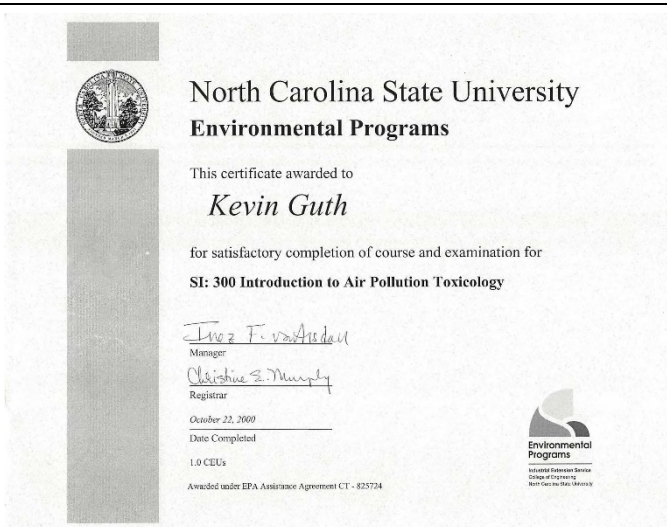 North Carolina State University
Environmental Programs
This certificate awarded to
Kevin Guth
for satisfactory completion of course and examination for
SI: 300 Introduction to Air Pollution Toxicology
Inez F.
Manager
Christine E. Murphy
Registrar
October 22, 2000
Date Completed
1.0 CEUs
Awarded under EPA Assistance Agreement CT - 825724
Environmental
Programs
Industrial Extension Service
College of Engineering
North Carolina State University